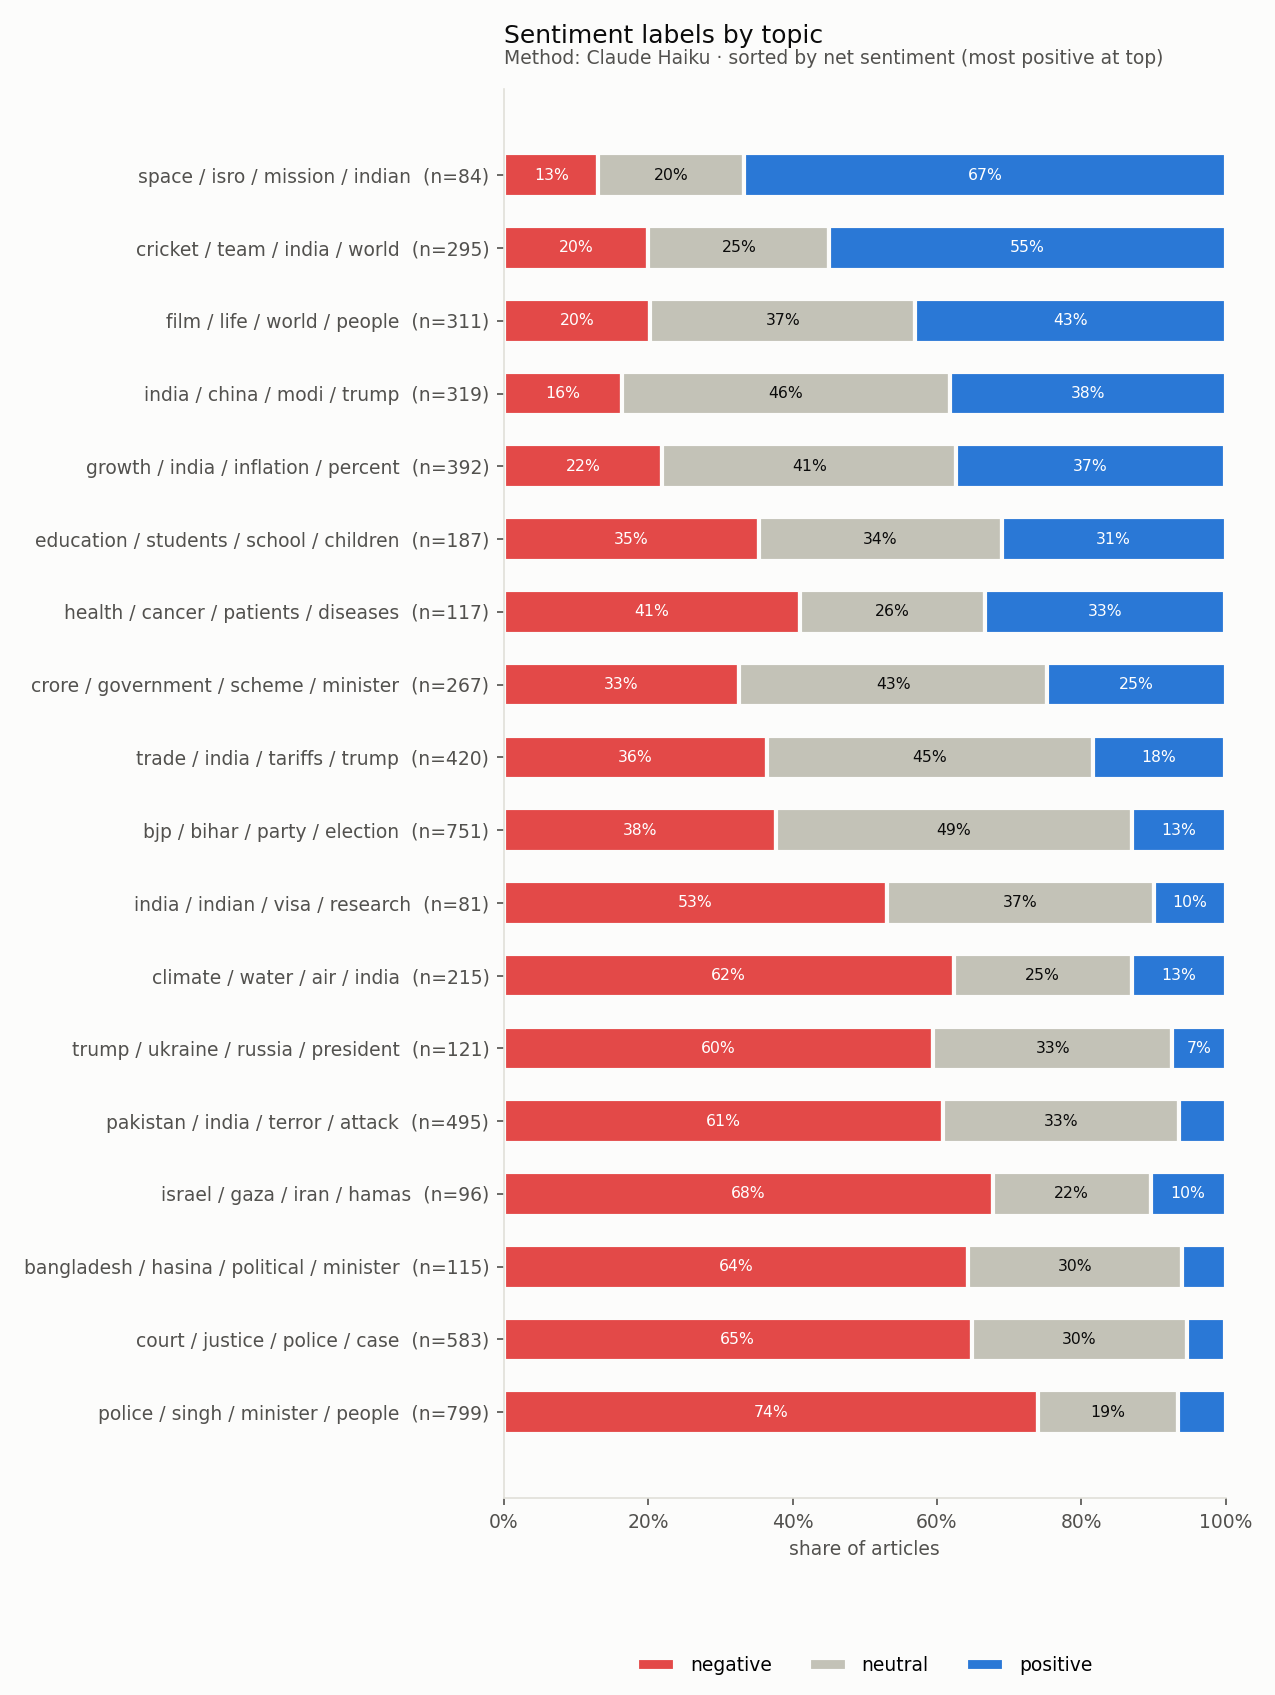 Sentiment labels by topic
Method: Claude Haiku · sorted by net sentiment (most positive at top)
space / isro / mission / indian (n=84) 13% 20% 67%
cricket / team / india / world (n=295) 20% 25% 55%
film / life / world / people (n=311) 20% 37% 43%
india / china / modi / trump (n=319) 16% 46% 38%
growth / india / inflation / percent (n=392) 22% 41% 37%
education / students / school / children (n=187) 35% 34% 31%
health / cancer / patients / diseases (n=117) 41% 26% 33%
crore / government / scheme / minister (n=267) 33% 43% 25%
trade / india / tariffs / trump (n=420) 36% 45% 18%
bjp / bihar / party / election (n=751) 38% 49% 13%
india / indian / visa / research (n=81) 53% 37% 10%
climate / water / air / india (n=215) 62% 25% 13%
trump / ukraine / russia / president (n=121) 60% 33% 7%
pakistan / india / terror / attack (n=495) 61% 33%
israel / gaza / iran / hamas (n=96) 68% 22% 10%
bangladesh / hasina / political / minister (n=115) 64% 30%
court / justice / police / case (n=583) 65% 30%
police / singh / minister / people (n=799) 74% 19%
0% 20% 40% 60% 80% 100%
share of articles
negative neutral positive